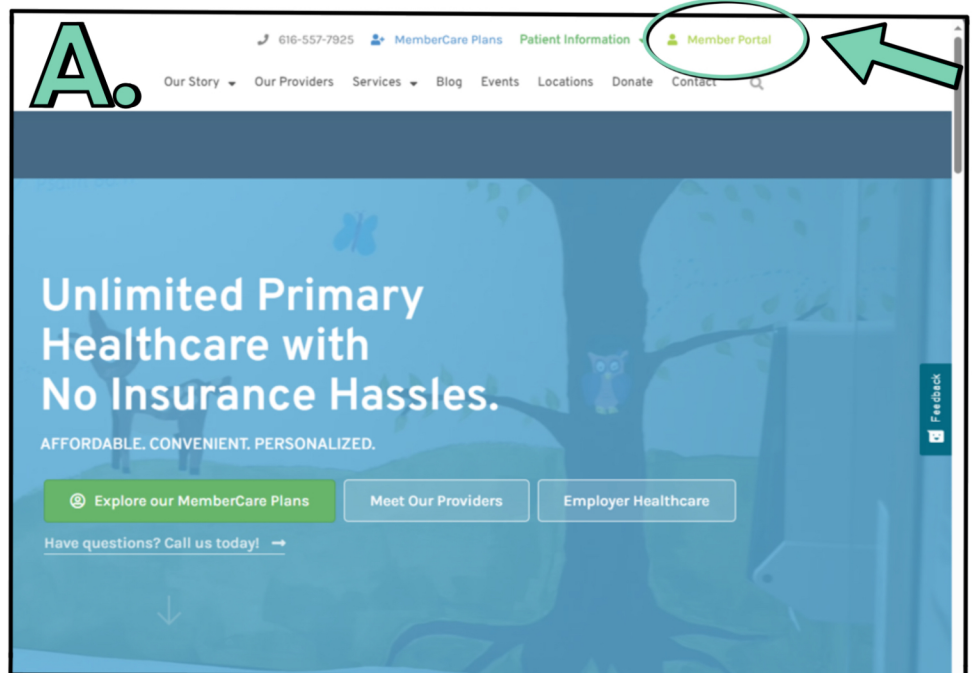 A.
616-557-7925 MemberCare Plans Patient Information Member Portal
Our Story Our Providers Services Blog Events Locations Donate Contact
Unlimited Primary
Healthcare with
No Insurance Hassles.
AFFORDABLE. CONVENIENT. PERSONALIZED.
Explore our MemberCare Plans Meet Our Providers Employer Healthcare
Have questions? Call us today! →
Feedback